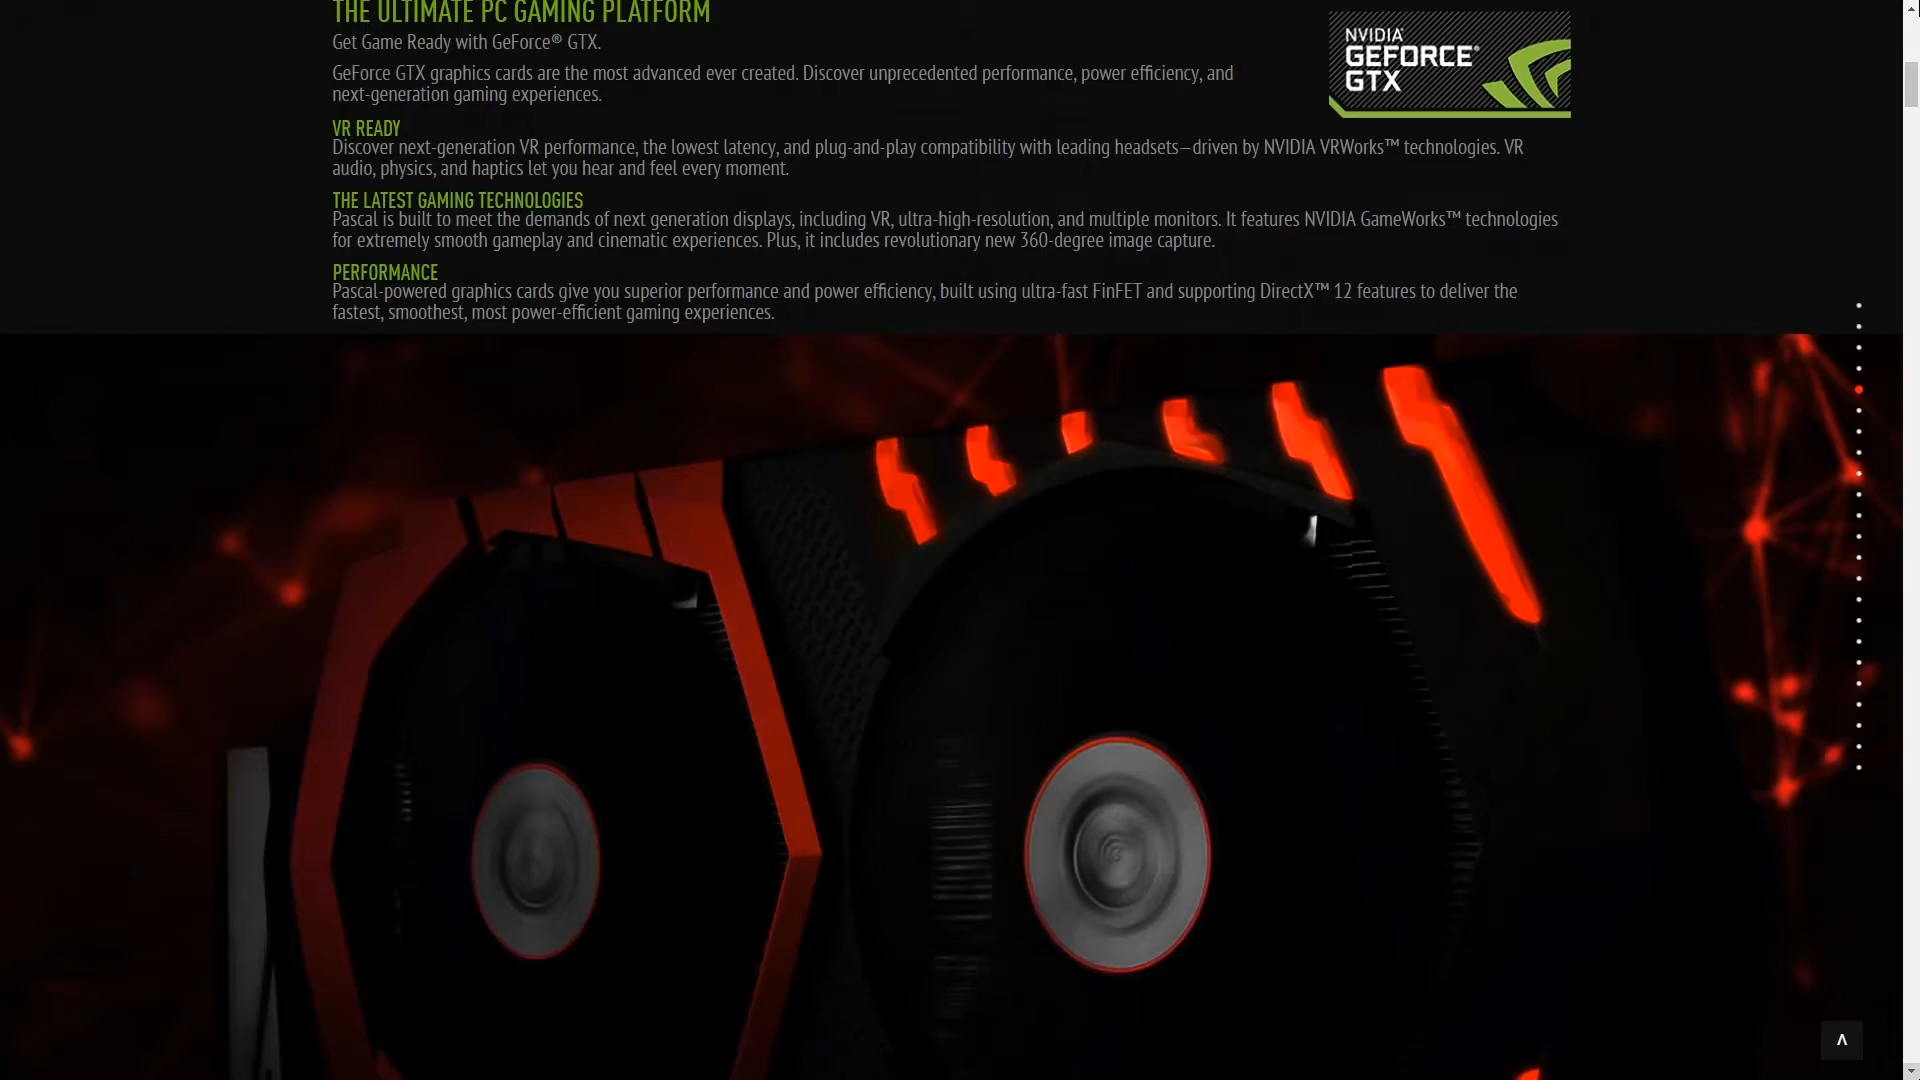 THE ULTIMATE PC GAMING PLATFORM
Get Game Ready with GeForce® GTX.
GeForce GTX graphics cards are the most advanced ever created. Discover unprecedented performance, power efficiency, and
next-generation gaming experiences.
NVIDIA®
GEFORCE®
GTX
VR READY
Discover next-generation VR performance, the lowest latency, and plug-and-play compatibility with leading headsets—driven by NVIDIA VRWorks™ technologies. VR
audio, physics, and haptics let you hear and feel every moment.
THE LATEST GAMING TECHNOLOGIES
Pascal is built to meet the demands of next generation displays, including VR, ultra-high-resolution, and multiple monitors. It features NVIDIA GameWorks™ technologies
for extremely smooth gameplay and cinematic experiences. Plus, it includes revolutionary new 360-degree image capture.
PERFORMANCE
Pascal-powered graphics cards give you superior performance and power efficiency, built using ultra-fast FinFET and supporting DirectX™ 12 features to deliver the
fastest, smoothest, most power-efficient gaming experiences.